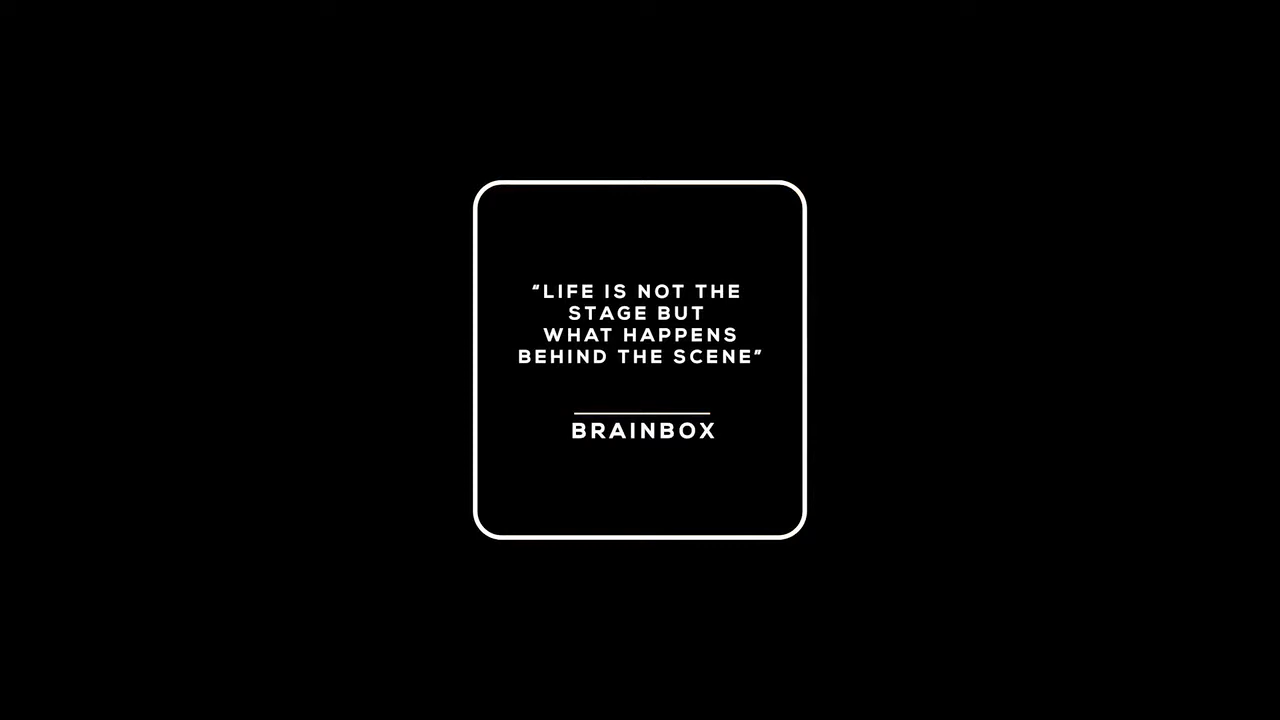 “LIFE IS NOT THE
STAGE BUT
WHAT HAPPENS
BEHIND THE SCENE”
BRAINBOX